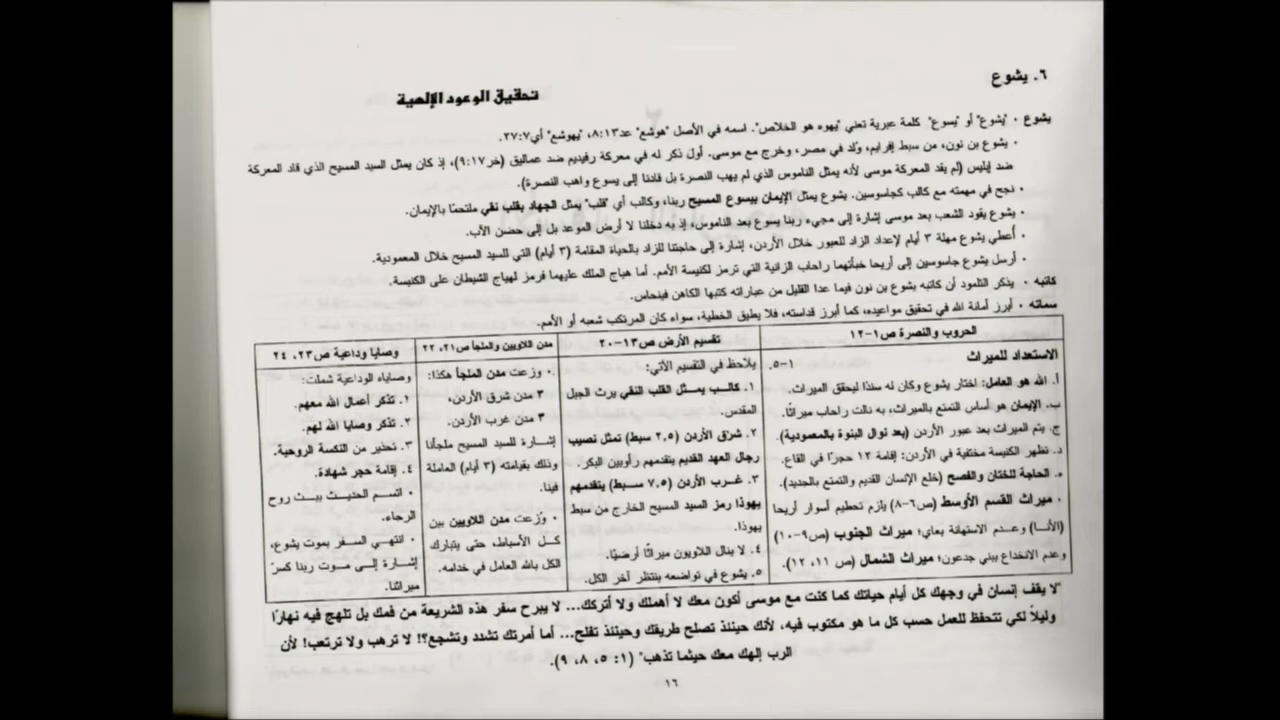 ٦. يشوع
تحقيق الوعود الإلهية
يشوع • "يشوع" أو "يسوع" كلمة عبرية تعني "يهوه هو الخلاص". اسمه في الأصل "هوشع" عد١٣:٨، "يهوشع" أي٧:٢٧.
• يشوع بن نون، من سبط إفرايم، وُلد في مصر، وخرج مع موسى. أول ذكر له في معركة رفيديم ضد عماليق (خر٩:١٧)، إذ كان يمثل السيد المسيح الذي قاد المعركة
ضد إبليس (لم يقد المعركة موسى لأنه يمثل الناموس الذي لم يهب النصرة بل قادنا إلى يسوع واهب النصرة).
• نجح في مهمته مع كالب كجاسوسين. يشوع يمثل الإيمان بيسوع المسيح ربنا، وكالب أي "قلب" يمثل الجهاد بقلب نقي ملتحمًا بالإيمان.
• يشوع يقود الشعب بعد موسى إشارة إلى مجيء ربنا يسوع بعد الناموس، إذ به دخلنا لا أرض الموعد بل إلى حضن الآب.
• أُعطي يشوع مهلة ٣ أيام لإعداد الزاد للعبور خلال الأردن، إشارة إلى حاجتنا للزاد بالحياة المقامة (٣ أيام) التي للسيد المسيح خلال المعمودية.
• أرسل يشوع جاسوسين إلى أريحا خبأتهما راحاب الزانية التي ترمز لكنيسة الأمم. أما هياج الملك عليهما فرمز لهياج الشيطان على الكنيسة.
كاتبه • يذكر التلمود أن كاتبه يشوع بن نون فيما عدا القليل من عباراته كتبها الكاهن فينحاس.
سماته • أبرز أمانة الله في تحقيق مواعيده، كما أبرز قداسته، فلا يطيق الخطية، سواء كان المرتكب شعبه أو الأمم.
الحروب والنصرة ص١-١٢
الاستعداد للميراث ١-٥.
أ. الله هو العامل: اختار يشوع وكان له سندًا ليحقق الميراث.
ب. الإيمان هو أساس التمتع بالميراث، به نالت راحاب ميراثًا.
ج. يتم الميراث بعد عبور الأردن (بعد نوال البنوة بالمعمودية).
د. تظهر الكنيسة مختفية في الأردن: إقامة ١٢ حجرًا في القاع.
ه. الحاجة للختان والفصح (خلع الإنسان القديم والتمتع بالجديد).
• ميراث القسم الأوسط (ص٦-٨) يلزم تحطيم أسوار أريحا
(الأنا) وعدم الاستهانة بعاي؛ ميراث الجنوب (ص٩-١٠)
وعدم الانخداع ببني جدعون؛ ميراث الشمال (ص ١١، ١٢).
تقسيم الأرض ص١٣-٢٠
يلاحظ في التقسيم الآتي:
١. كالب يمثل القلب النقي يرث الجبل
المقدس.
٢. شرق الأردن (٢,٥ سبط) تمثل نصيب
رجال العهد القديم يتقدمهم رأوبين البكر.
٣. غرب الأردن (٧,٥ سبط) يتقدمهم
يهوذا رمز السيد المسيح الخارج من سبط
يهوذا.
٤. لا ينال اللاويون ميراثًا أرضيًا.
٥. يشوع في تواضعه ينتظر آخر الكل.
مدن اللاويين والملجأ ص٢١، ٢٢
• وزعت مدن الملجأ هكذا:
٣ مدن شرق الأردن،
٣ مدن غرب الأردن.
إشارة للسيد المسيح ملجأنا
وذلك بقيامته (٣ أيام) العاملة
فينا.
• وُزعت مدن اللاويين بين
كل الأسباط، حتى يتبارك
الكل بالله العامل في خدامه.
وصايا وداعية ص٢٣، ٢٤
وصاياه الوداعية شملت:
١. تذكر أعمال الله معهم.
٢. تذكر وصايا الله لهم.
٣. تحذير من النكسة الروحية.
٤. إقامة حجر شهادة.
• اتسم الحديث ببث روح
الرجاء.
• انتهي السفر بموت يشوع،
إشارة إلى موت ربنا كسرّ
ميراثنا.
"لا يقف إنسان في وجهك كل أيام حياتك كما كنت مع موسى أكون معك لا أهملك ولا أتركك... لا يبرح سفر هذه الشريعة من فمك بل تلهج فيه نهارًا
وليلاً لكي تتحفظ للعمل حسب كل ما هو مكتوب فيه، لأنك حينئذ تصلح طريقك وحينئذ تفلح... أما أمرتك تشدد وتشجع؟! لا ترهب ولا ترتعب! لأن
الرب إلهك معك حيثما تذهب" (١: ٥، ٨، ٩).
١٦